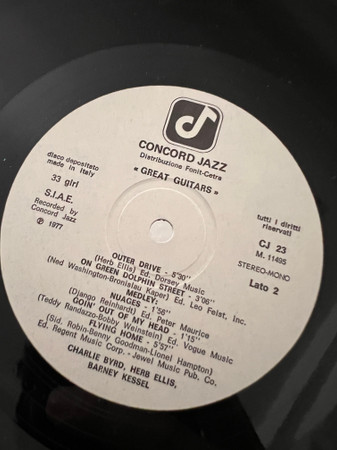 CONCORD JAZZ
Distribuzione Fonit-Cetra
« GREAT GUITARS »
disco depositato
made in Italy
33 giri
S.I.A.E.
Recorded by
Concord Jazz
℗ 1977
tutti i diritti
riservati
CJ 23
M. 11495
STEREO-MONO
Lato 2
OUTER DRIVE - 5'30"
(Herb Ellis) Ed. Dorsey Music
ON GREEN DOLPHIN STREET - 3'06"
(Ned Washington-Bronislau Kaper) Ed. Leo Feist, Inc.
MEDLEY:
NUAGES - 1'56"
(Django Reinhardt) Ed. Peter Maurice
GOIN' OUT OF MY HEAD - 1'15"
(Teddy Randazzo-Bobby Weinstein) Ed. Vogue Music
FLYING HOME - 5'57"
(Sid. Robin-Benny Goodman-Lionel Hampton)
Ed. Regent Music Corp. - Jewel Music Pub. Co.
CHARLIE BYRD, HERB ELLIS,
BARNEY KESSEL